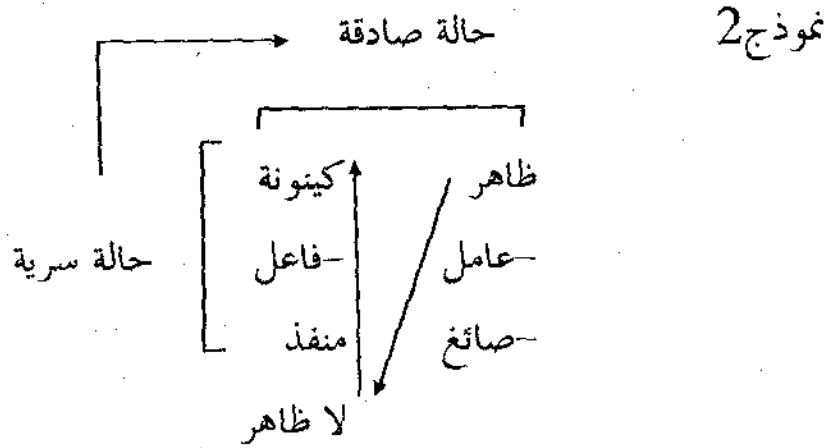 نموذج2
حالة صادقة
ظاهر كينونة
-عامل -فاعل حالة سرية
-صائغ منفذ
لا ظاهر